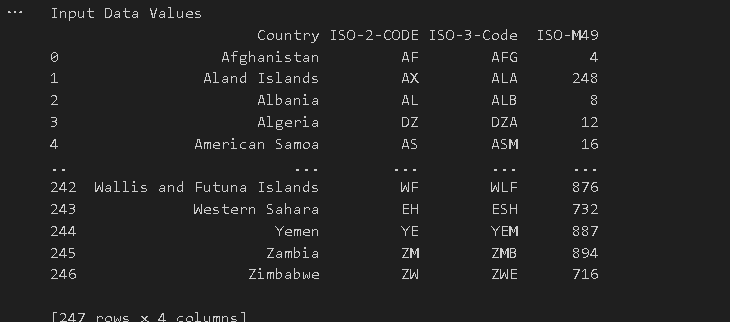 ...
Input Data Values
Country ISO-2-CODE ISO-3-Code ISO-M49
0 Afghanistan AF AFG 4
1 Aland Islands AX ALA 248
2 Albania AL ALB 8
3 Algeria DZ DZA 12
4 American Samoa AS ASM 16
.. ... ... ... ...
242 Wallis and Futuna Islands WF WLF 876
243 Western Sahara EH ESH 732
244 Yemen YE YEM 887
245 Zambia ZM ZMB 894
246 Zimbabwe ZW ZWE 716
[247 rows x 4 columns]